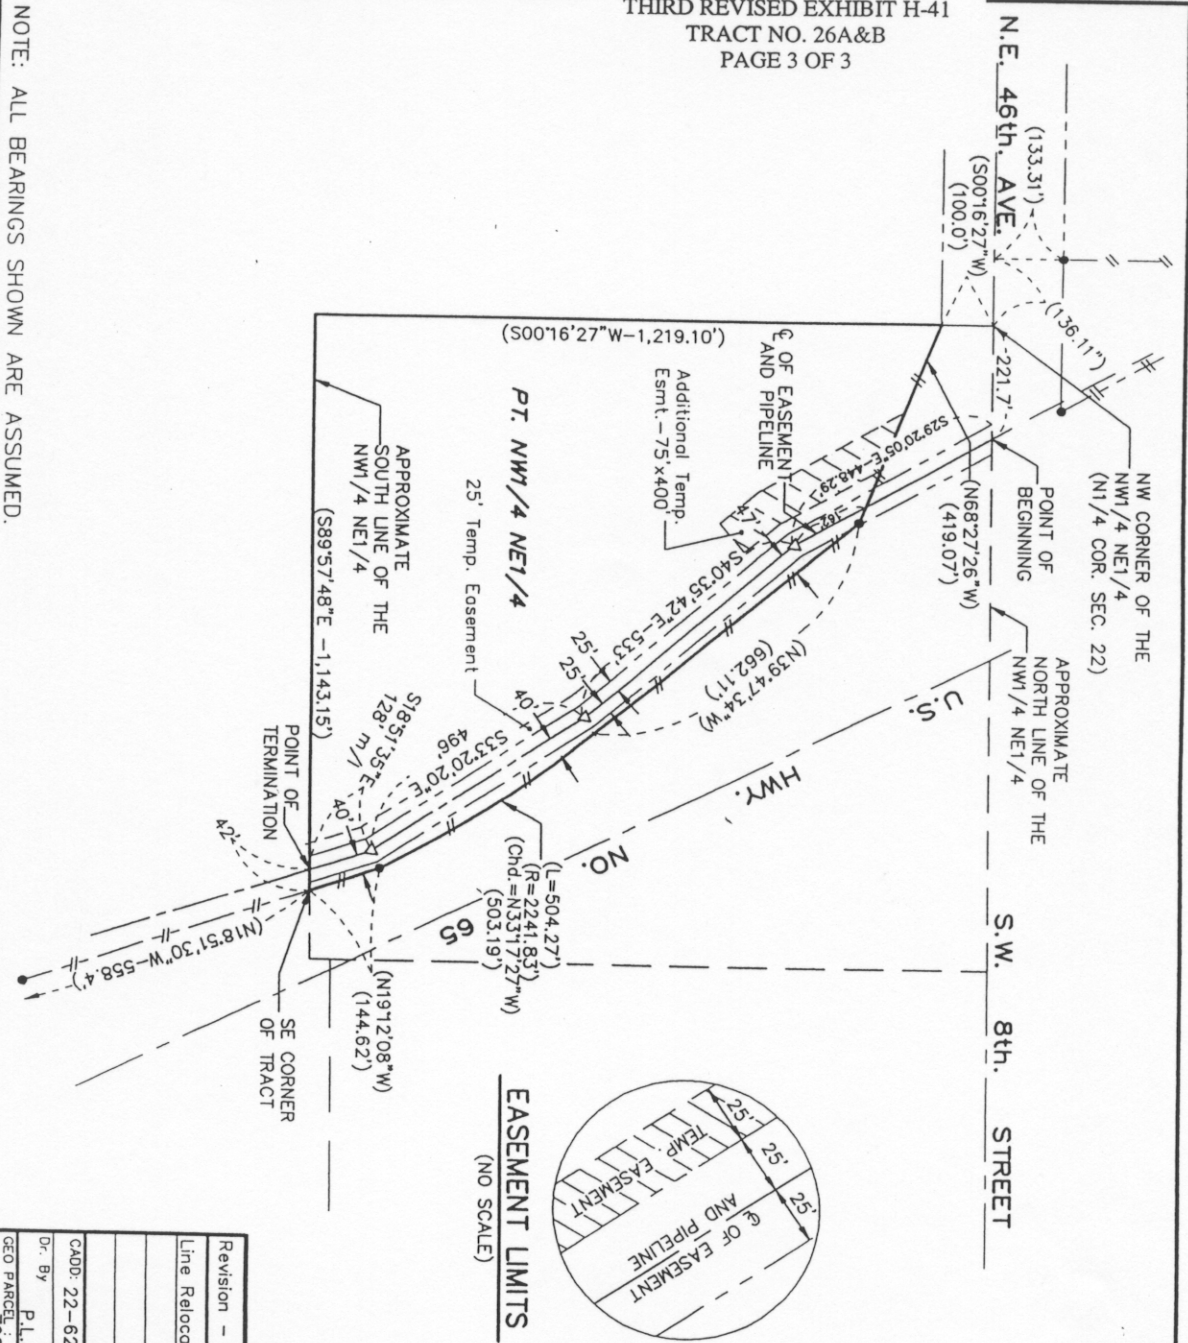 THIRD REVISED EXHIBIT H-41
TRACT NO. 26A&B
PAGE 3 OF 3
N.E. 46th. AVE.
(133.31')
(S00°16'27"W)
(100.0')
(136.11")
221.7'
NW CORNER OF THE
NW1/4 NE1/4
(N1/4 COR. SEC. 22)
POINT OF
BEGINNING
(N68°27'26"W)
(419.07')
APPROXIMATE
NORTH LINE OF THE
NW1/4 NE1/4
S.W. 8th. STREET
U.S. HWY. NO. 65
(S00°16'27"W-1,219.10')
℄ OF EASEMENT
AND PIPELINE
Additional Temp.
Esmt.-75'x400'
S29°20'05"E-448.29'
47'
42'
S40°35'42"E-533'
(N39°47'34"W)
(662.11')
PT. NW1/4 NE1/4
25' Temp. Easement
25'
25'
40'
S33°20'20"E
496'
S18°51'35"E
128' m/l
40'
APPROXIMATE
SOUTH LINE OF THE
NW1/4 NE1/4
(S89°57'48"E -1,143.15')
POINT OF
TERMINATION
42'
(L=504.27')
(R=2241.83')
(Chd.=N33°17'27"W)
(503.19')
(N19°12'08"W)
(144.62')
(N18°51'30"W-558.4')
SE CORNER
OF TRACT
25'
25'
25'
TEMP. EASEMENT
℄ OF EASEMENT
AND PIPELINE
EASEMENT LIMITS
(NO SCALE)
NOTE: ALL BEARINGS SHOWN ARE ASSUMED.
Revision -
Line Reloca
CADD: 22-62
Dr. By
P.L.
GEO PARCEL